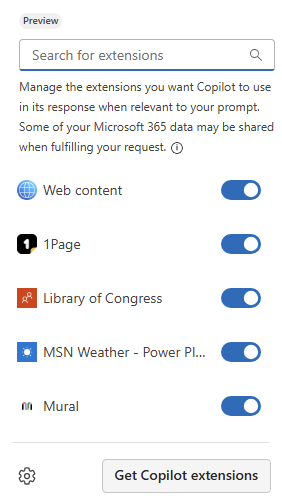 Preview
Search for extensions
Manage the extensions you want Copilot to use
in its response when relevant to your prompt.
Some of your Microsoft 365 data may be shared
when fulfilling your request.
Web content
1Page
Library of Congress
MSN Weather - Power Pl...
Mural
Get Copilot extensions